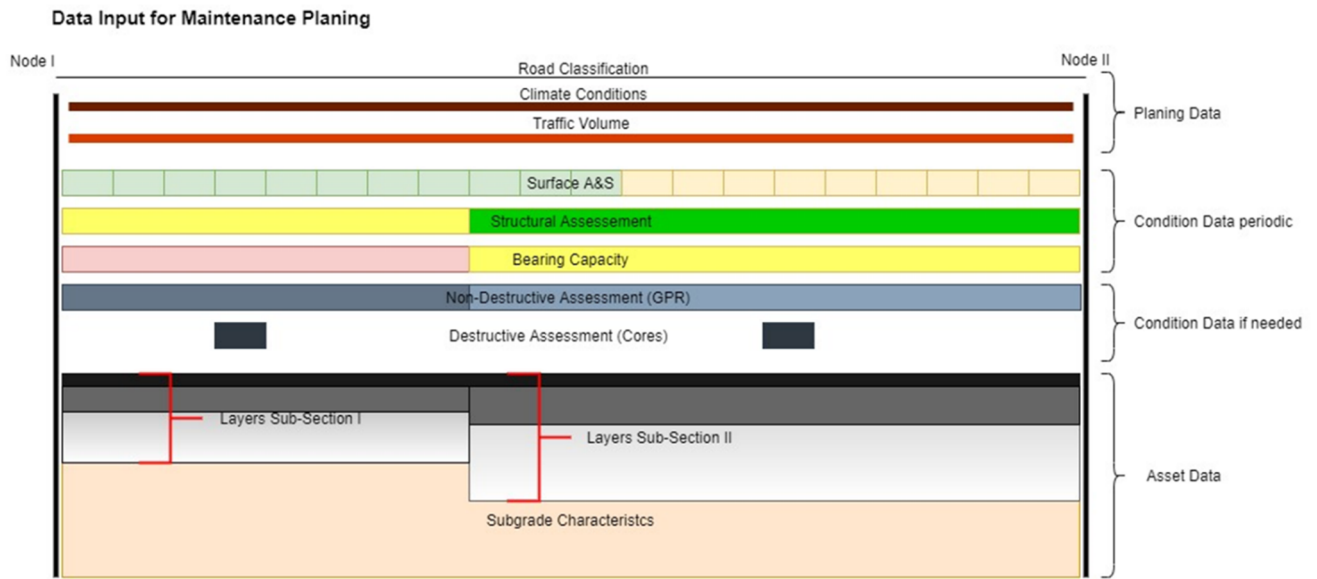 Data Input for Maintenance Planing
Node I
Node II
Road Classification
Climate Conditions
Traffic Volume
Planing Data
Surface A&S
Structural Assessement
Condition Data periodic
Bearing Capacity
Non-Destructive Assessment (GPR)
Destructive Assessment (Cores)
Condition Data if needed
Layers Sub-Section I
Layers Sub-Section II
Asset Data
Subgrade Characteristcs